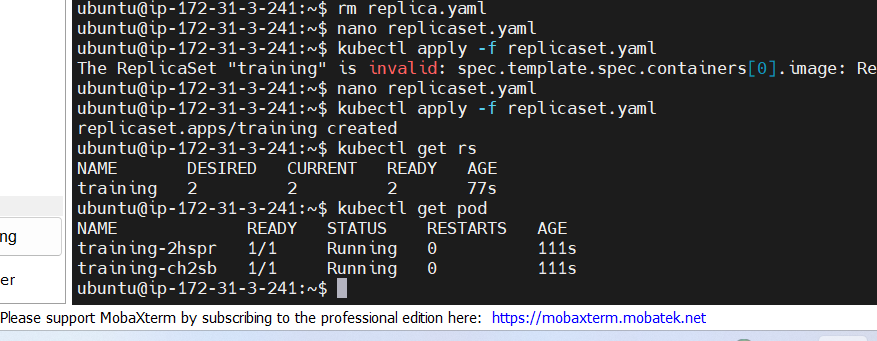 ubuntu@ip-172-31-3-241:~$ rm replica.yaml
ubuntu@ip-172-31-3-241:~$ nano replicaset.yaml
ubuntu@ip-172-31-3-241:~$ kubectl apply -f replicaset.yaml
The ReplicaSet "training" is invalid: spec.template.spec.containers[0].image: Re
ubuntu@ip-172-31-3-241:~$ nano replicaset.yaml
ubuntu@ip-172-31-3-241:~$ kubectl apply -f replicaset.yaml
replicaset.apps/training created
ubuntu@ip-172-31-3-241:~$ kubectl get rs
NAME DESIRED CURRENT READY AGE
training 2 2 2 77s
ubuntu@ip-172-31-3-241:~$ kubectl get pod
NAME READY STATUS RESTARTS AGE
ng training-2hspr 1/1 Running 0 111s
training-ch2sb 1/1 Running 0 111s
er
ubuntu@ip-172-31-3-241:~$
Please support MobaXterm by subscribing to the professional edition here: https://mobaxterm.mobatek.net